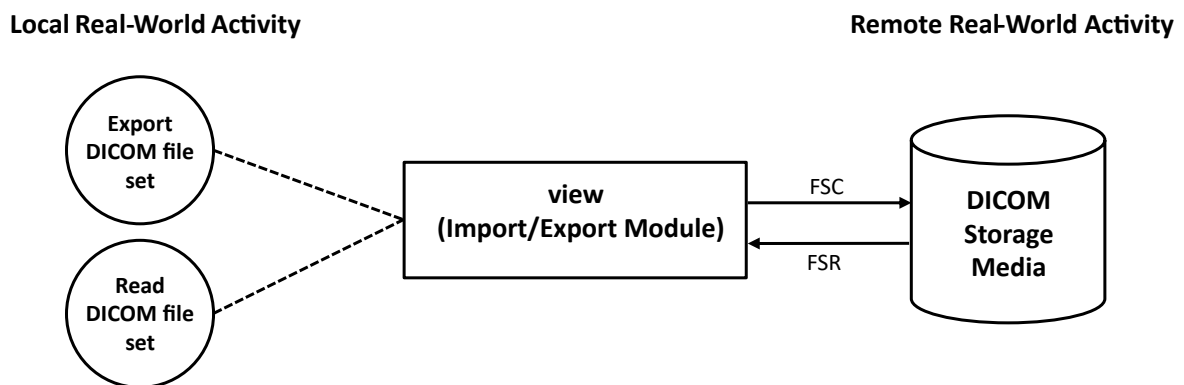 Local Real-World Activity
Remote Real-World Activity
Export
DICOM file
set
view
(Import/Export Module)
FSC
FSR
DICOM
Storage
Media
Read
DICOM file
set